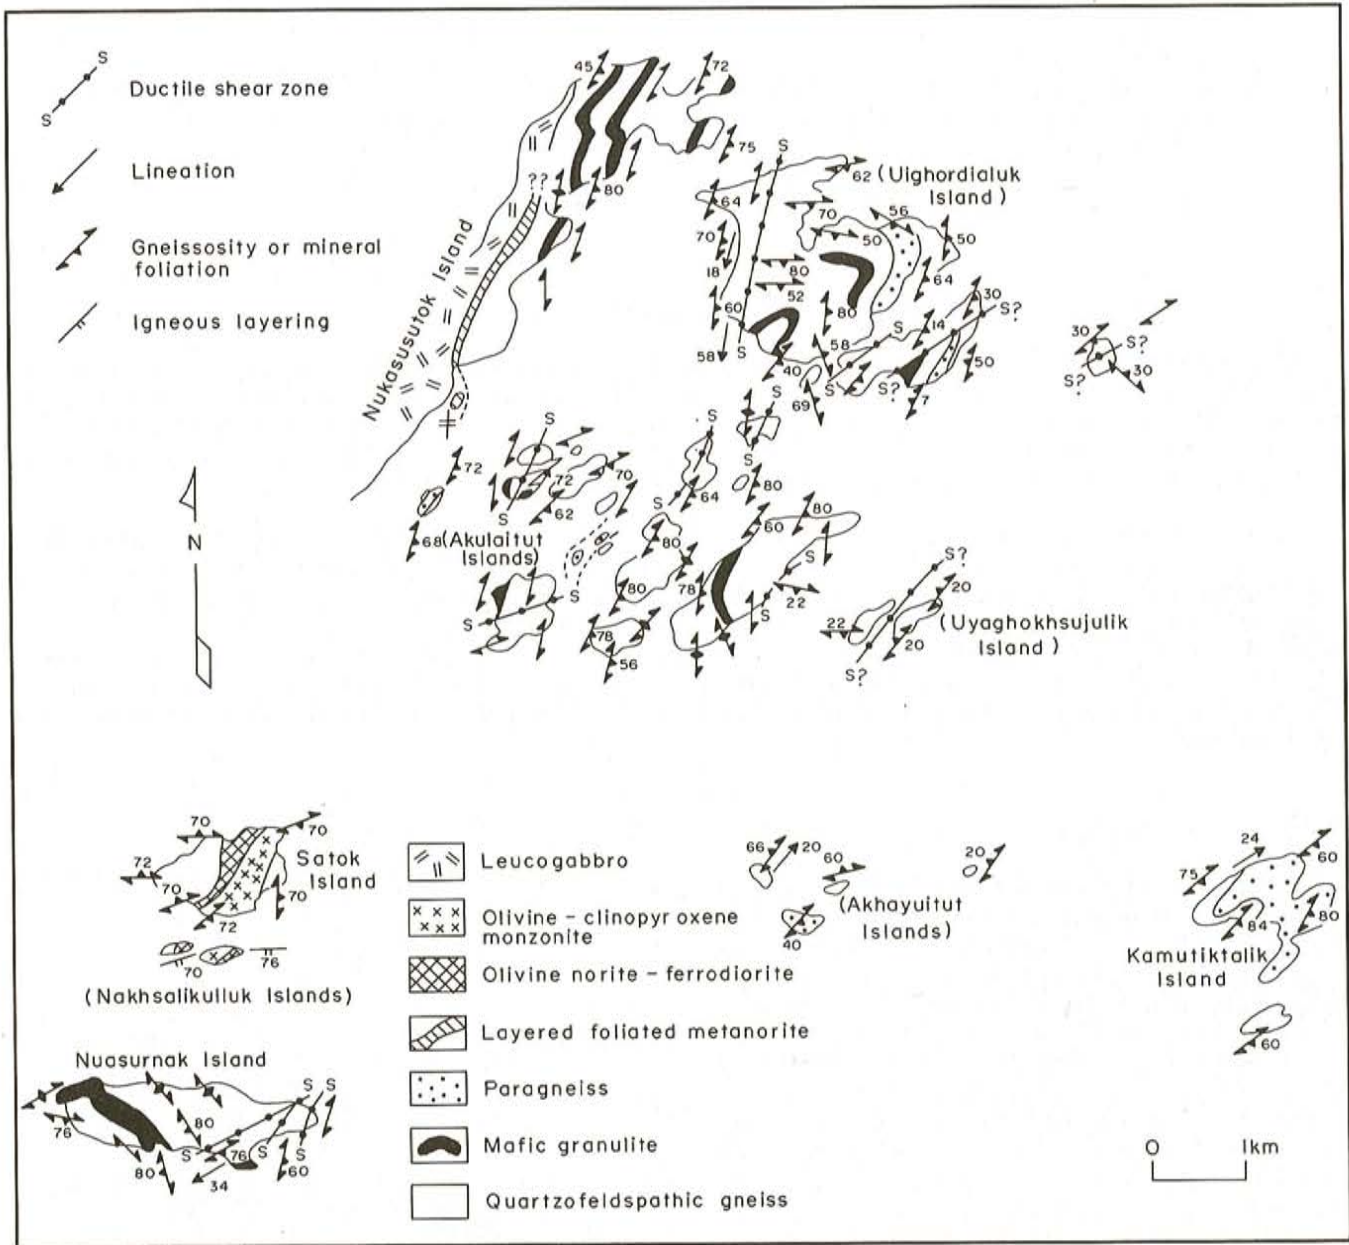 S
S
Ductile shear zone
Lineation
Gneissosity or mineral
foliation
Igneous layering
45
72
75
80
??
Nukasusutok Island
S
62 (Uighordialuk
Island)
64
70
56
50
50
70
18
80
52
64
60
80
30
S?
S
14
58
58
S
40
S
S?
50
69
7
30
S?
S?
30
S
S
S
S
72
72
70
62
S
68 (Akulaitut
Islands)
S
64
80
80
60
80
S
80
78
22
S
S
S
78
56
S?
20
22
20
(Uyaghokhsujulik
Island)
S?
N
70
70
72
Satok
Island
70
70
72
70
76
(Nakhsalikulluk Islands)
Nuasurnak Island
S S
76
80
S
76
S
S
60
80
34
Leucogabbro
Olivine – clinopyroxene
monzonite
Olivine norite – ferrodiorite
Layered foliated metanorite
Paragneiss
Mafic granulite
Quartzofeldspathic gneiss
66
20
60
20
(Akhayuitut
Islands)
40
24
60
75
84
80
Kamutiktalik
Island
60
0 1km